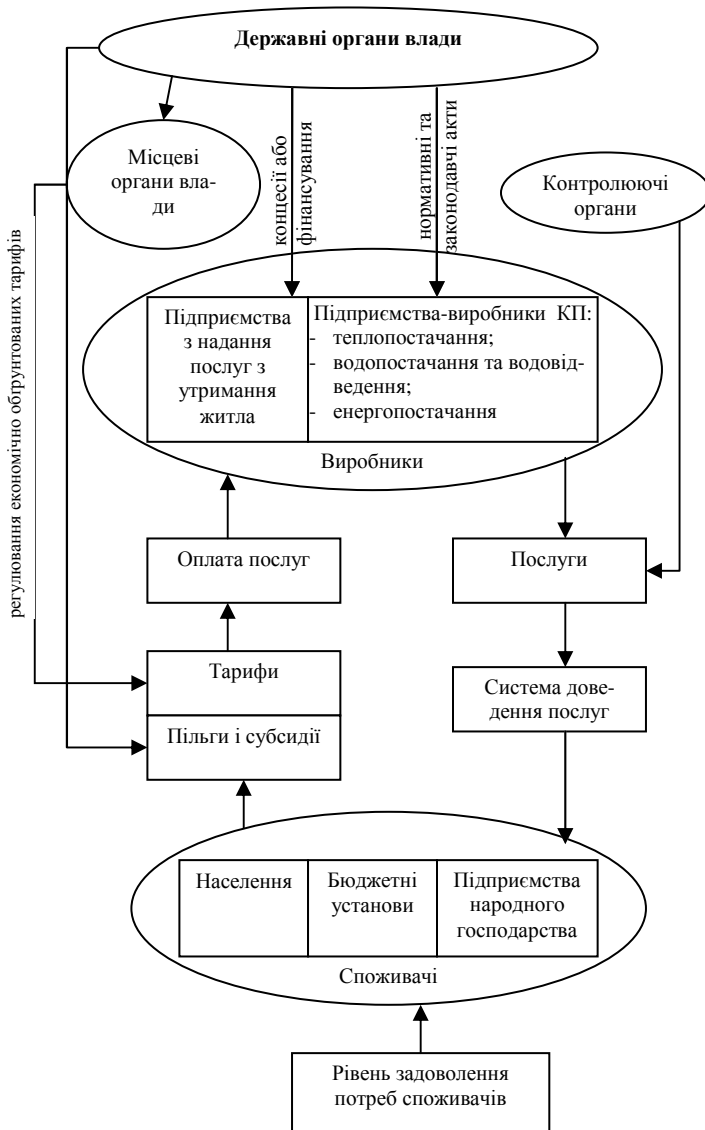 Державні органи влади
Місцеві
органи вла-
ди
концесії або
фінансування
нормативні та
законодавчі акти
Контролюючі
органи
регулювання економічно обґрунтованих тарифів
Підприємства
з надання
послуг з
утримання
житла
Підприємства-виробники КП:
- теплопостачання;
- водопостачання та водовід-
ведення;
- енергопостачання
Виробники
Оплата послуг
Послуги
Тарифи
Пільги і субсидії
Система дове-
дення послуг
Населення
Бюджетні
установи
Підприємства
народного
господарства
Споживачі
Рівень задоволення
потреб споживачів